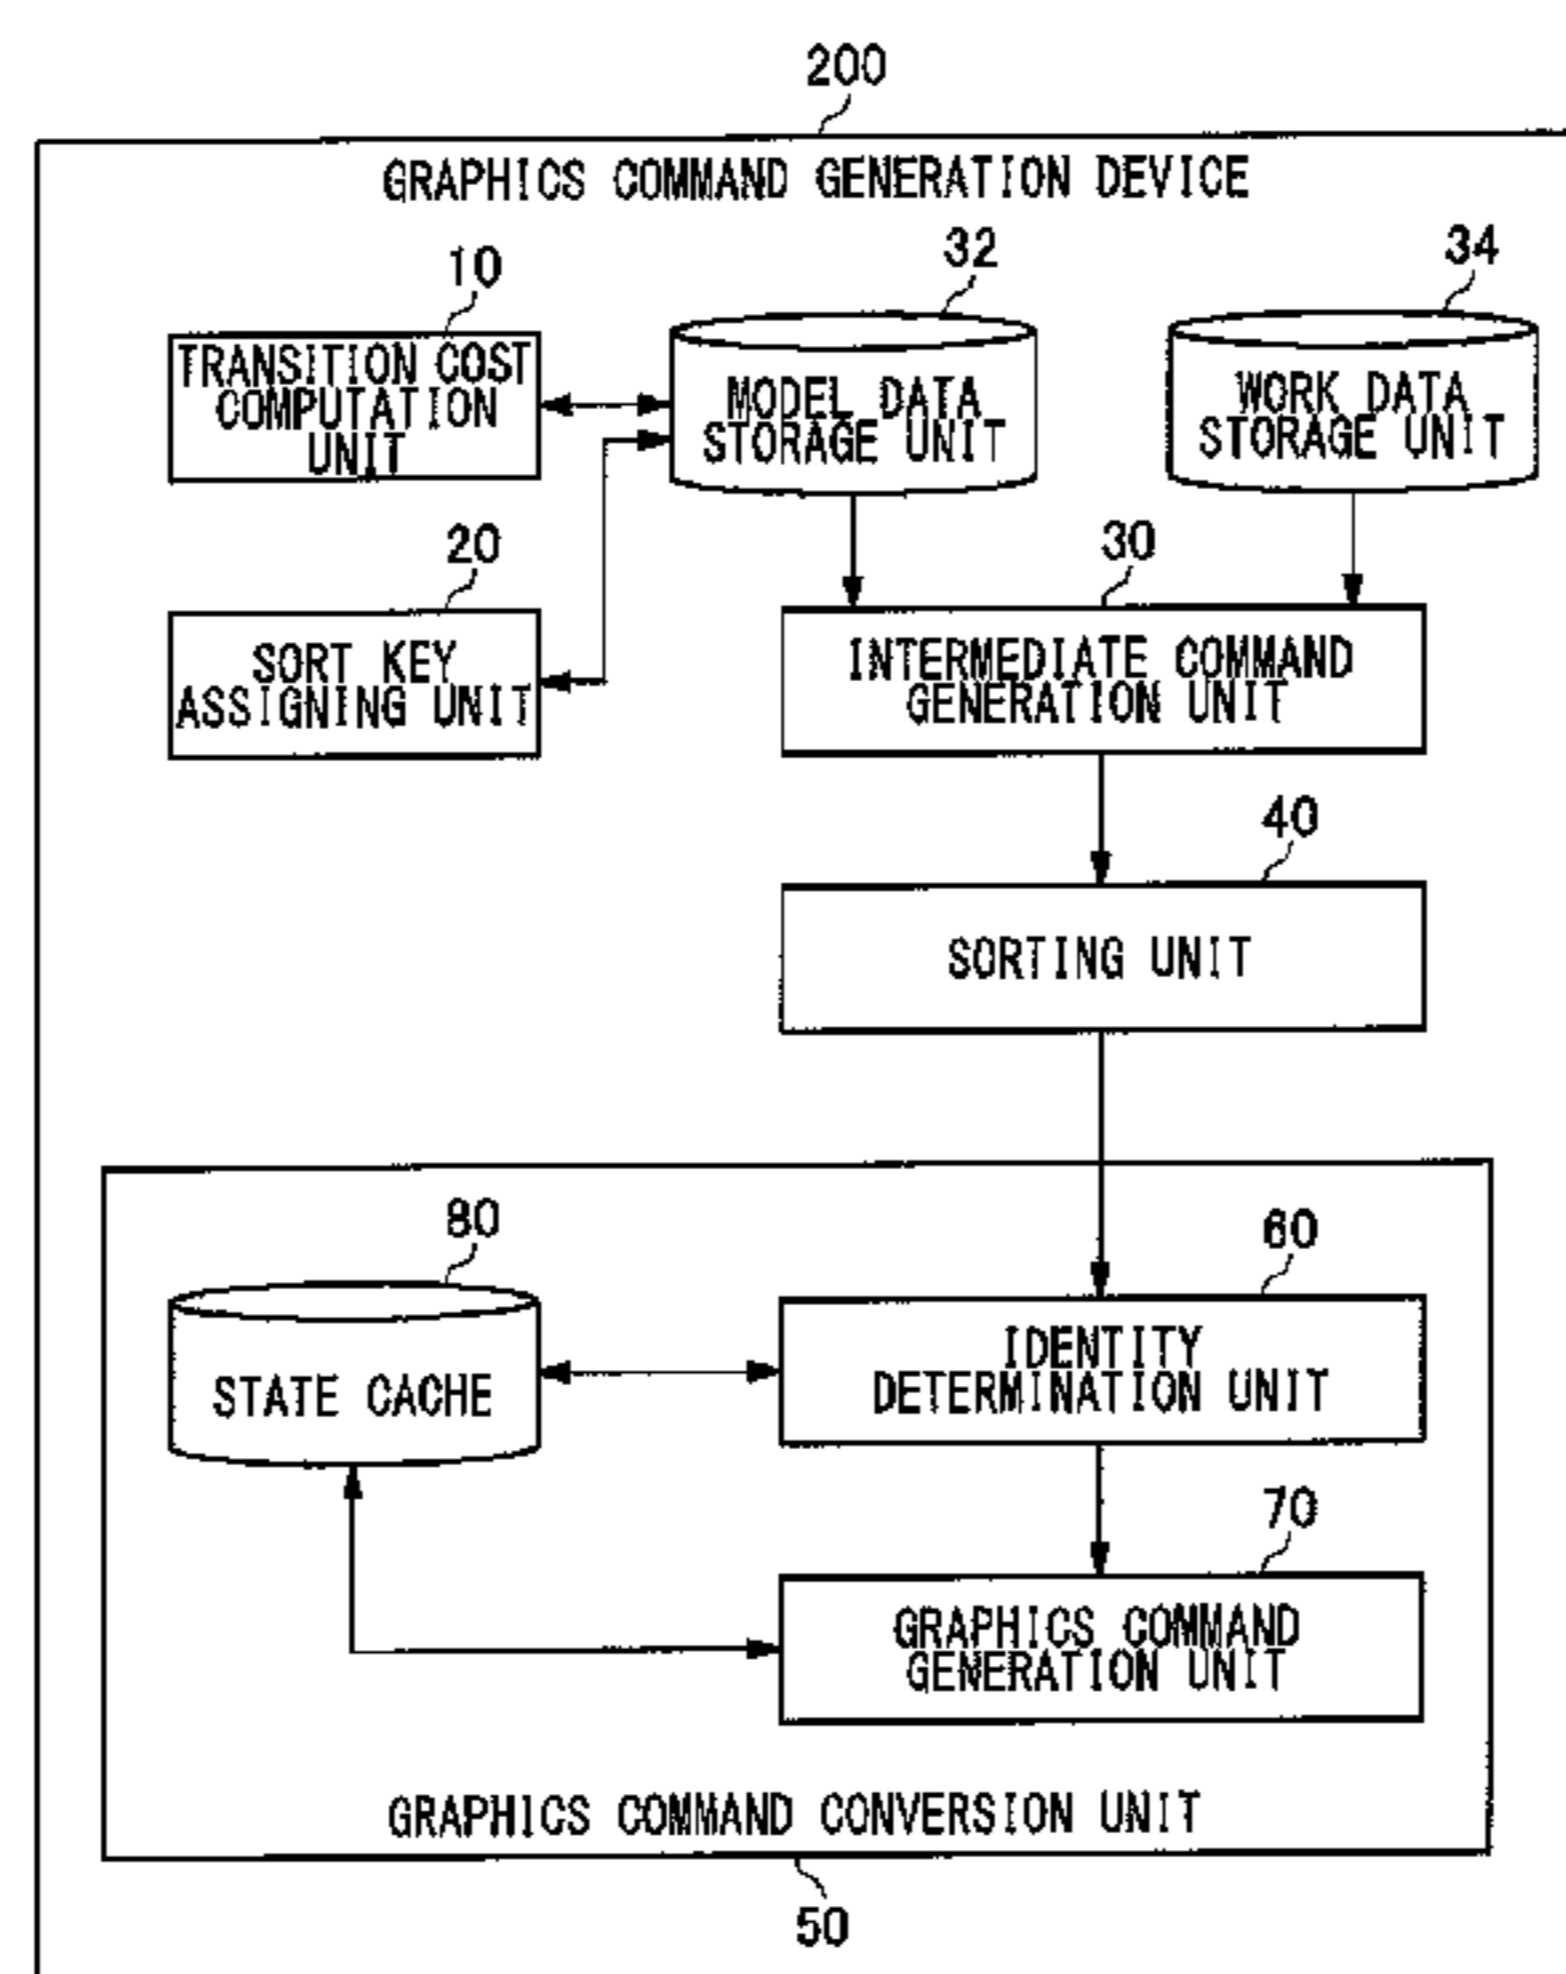 200
GRAPHICS COMMAND GENERATION DEVICE
10
TRANSITION COST
COMPUTATION
UNIT
32
MODEL DATA
STORAGE UNIT
34
WORK DATA
STORAGE UNIT
20
SORT KEY
ASSIGNING UNIT
30
INTERMEDIATE COMMAND
GENERATION UNIT
40
SORTING UNIT
80
STATE CACHE
60
IDENTITY
DETERMINATION UNIT
70
GRAPHICS COMMAND
GENERATION UNIT
GRAPHICS COMMAND CONVERSION UNIT
50